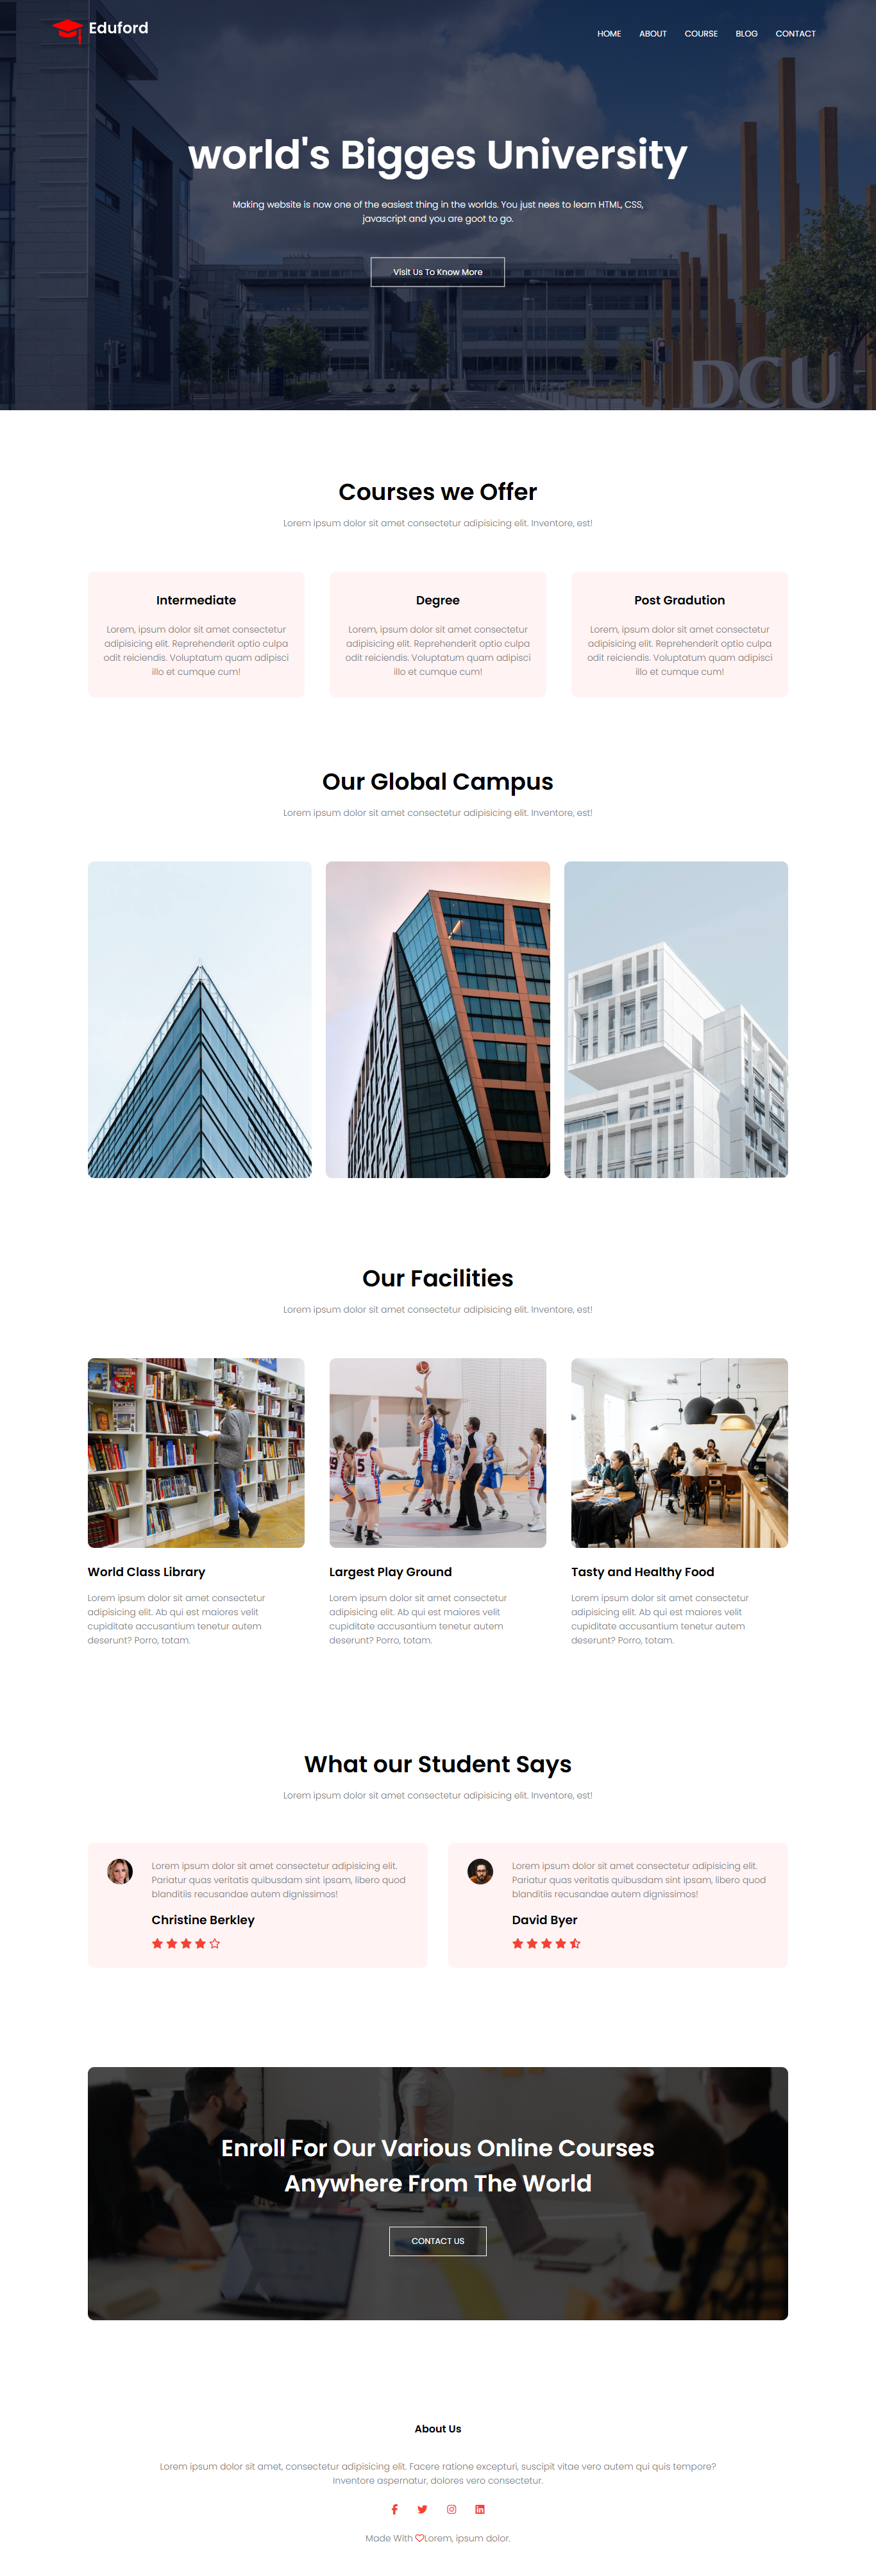 Eduford
HOME ABOUT COURSE BLOG CONTACT
world's Bigges University
Making website is now one of the easiest thing in the worlds. You just nees to learn HTML, CSS,
javascript and you are goot to go.
Visit Us To Know More
DCU
Courses we Offer
Lorem ipsum dolor sit amet consectetur adipisicing elit. Inventore, est!
Intermediate
Lorem, ipsum dolor sit amet consectetur
adipisicing elit. Reprehenderit optio culpa
odit reiciendis. Voluptatum quam adipisci
illo et cumque cum!
Degree
Lorem, ipsum dolor sit amet consectetur
adipisicing elit. Reprehenderit optio culpa
odit reiciendis. Voluptatum quam adipisci
illo et cumque cum!
Post Gradution
Lorem, ipsum dolor sit amet consectetur
adipisicing elit. Reprehenderit optio culpa
odit reiciendis. Voluptatum quam adipisci
illo et cumque cum!
Our Global Campus
Lorem ipsum dolor sit amet consectetur adipisicing elit. Inventore, est!
Our Facilities
Lorem ipsum dolor sit amet consectetur adipisicing elit. Inventore, est!
World Class Library
Lorem ipsum dolor sit amet consectetur
adipisicing elit. Ab qui est maiores velit
cupiditate accusantium tenetur autem
deserunt? Porro, totam.
5
Largest Play Ground
Lorem ipsum dolor sit amet consectetur
adipisicing elit. Ab qui est maiores velit
cupiditate accusantium tenetur autem
deserunt? Porro, totam.
Tasty and Healthy Food
Lorem ipsum dolor sit amet consectetur
adipisicing elit. Ab qui est maiores velit
cupiditate accusantium tenetur autem
deserunt? Porro, totam.
What our Student Says
Lorem ipsum dolor sit amet consectetur adipisicing elit. Inventore, est!
Lorem ipsum dolor sit amet consectetur adipisicing elit.
Pariatur quas veritatis quibusdam sint ipsam, libero quod
blanditiis recusandae autem dignissimos!
Christine Berkley
Lorem ipsum dolor sit amet consectetur adipisicing elit.
Pariatur quas veritatis quibusdam sint ipsam, libero quod
blanditiis recusandae autem dignissimos!
David Byer
Enroll For Our Various Online Courses
Anywhere From The World
CONTACT US
About Us
Lorem ipsum dolor sit amet, consectetur adipisicing elit. Facere ratione excepturi, suscipit vitae vero autem qui quis tempore?
Inventore aspernatur, dolores vero consectetur.
Made With Lorem, ipsum dolor.